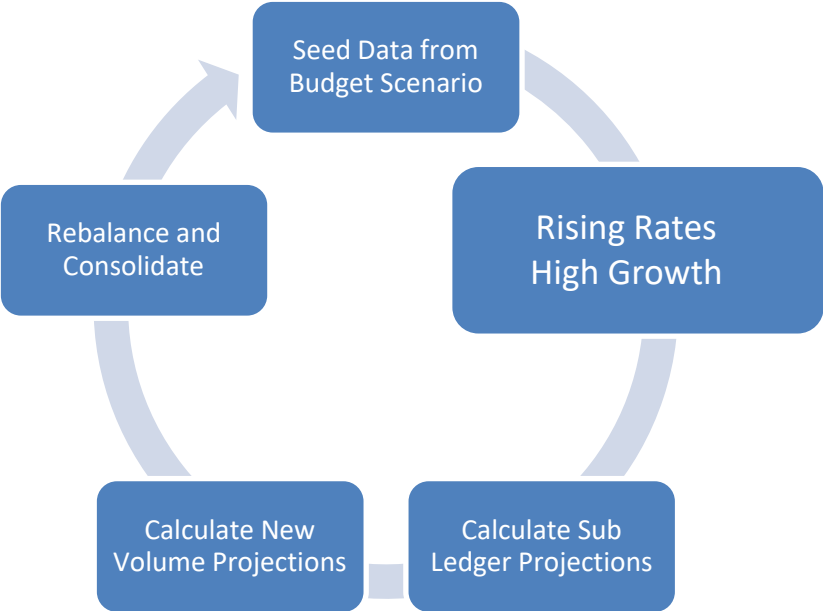 Seed Data from
Budget Scenario
Rising Rates
High Growth
Calculate Sub
Ledger Projections
Calculate New
Volume Projections
Rebalance and
Consolidate